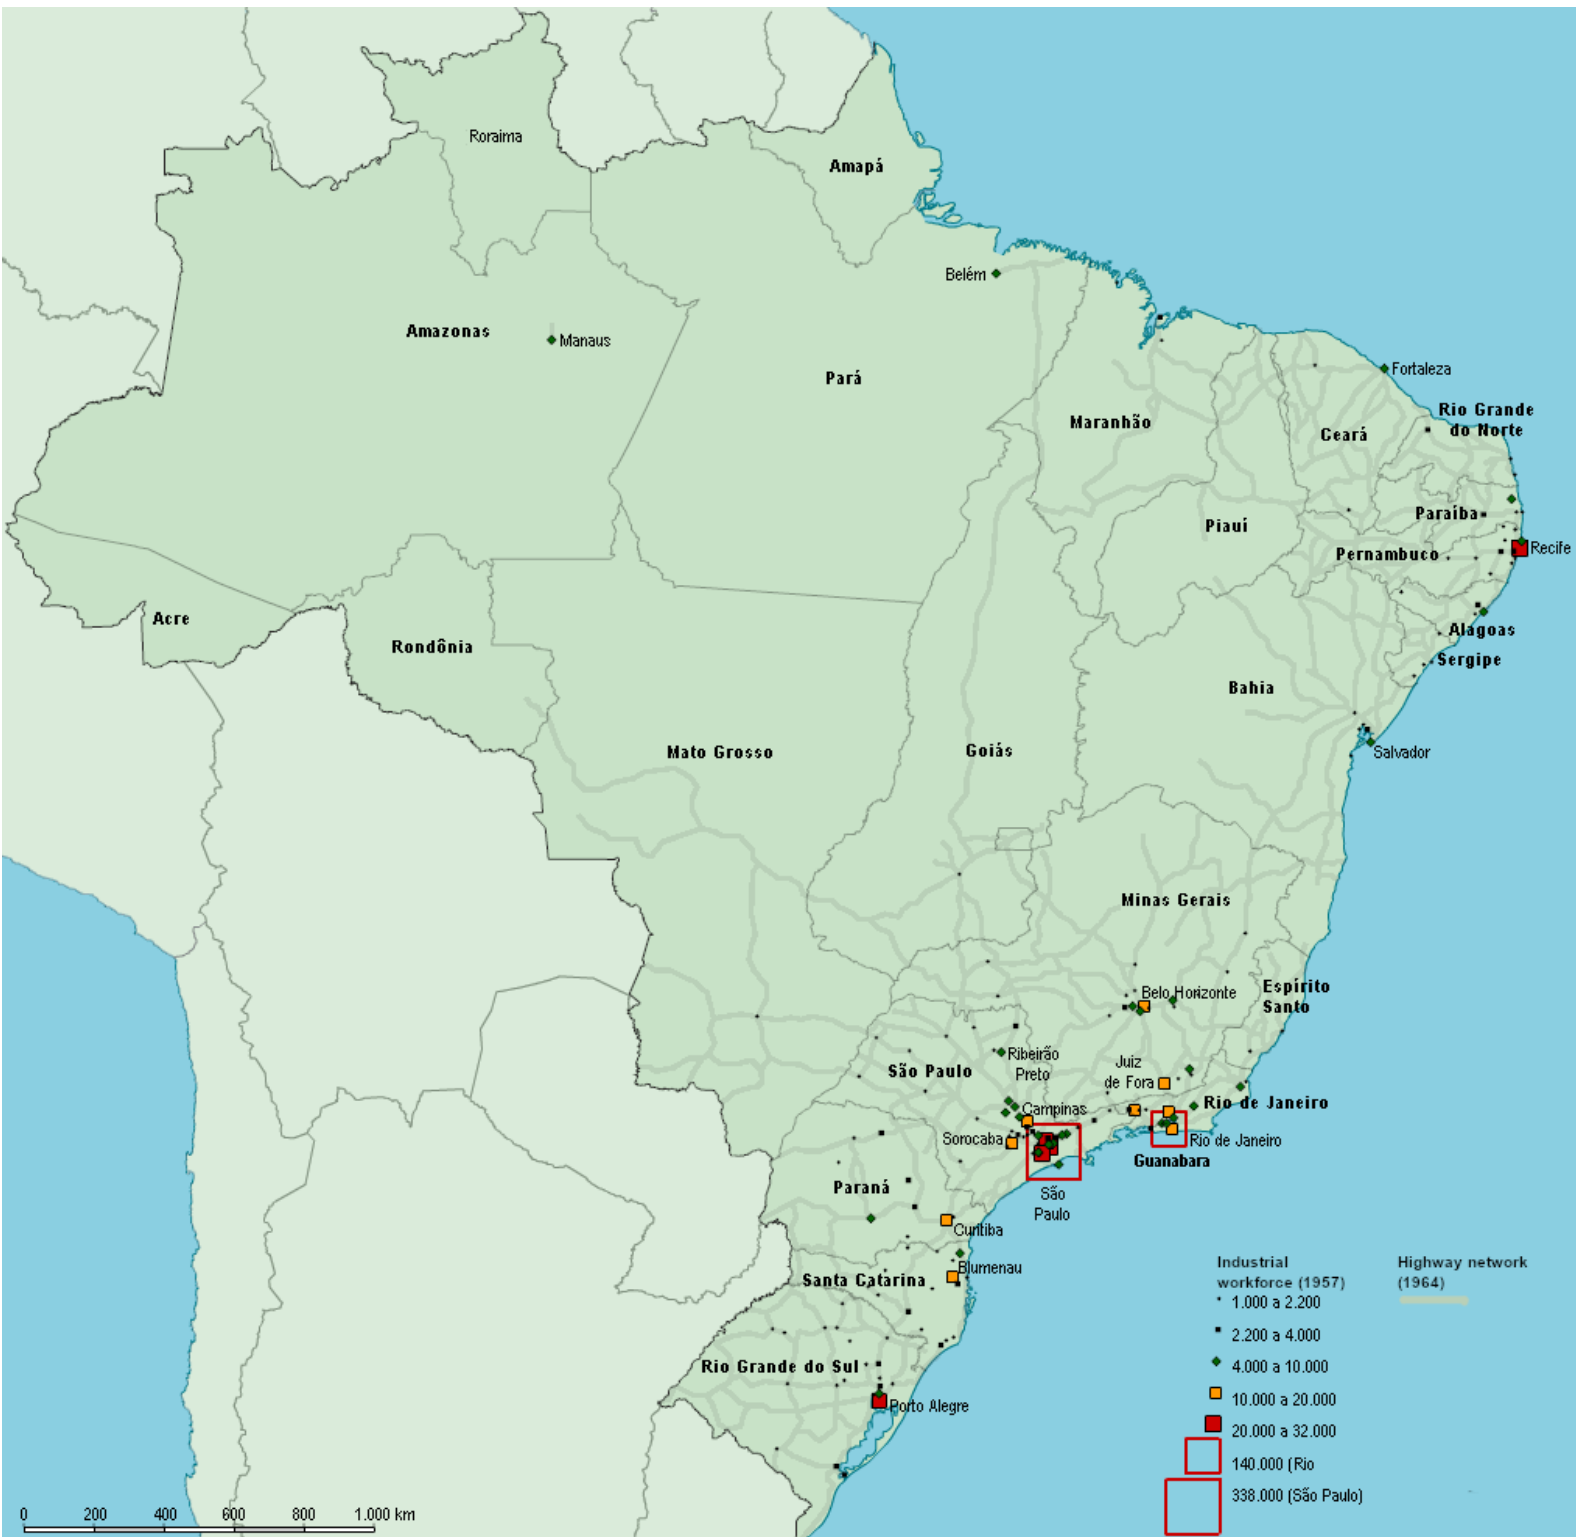 Roraima
Amapá
Belém
Amazonas
Manaus
Pará
Fortaleza
Maranhão
Rio Grande
do Norte
Ceará
Paraíba
Piauí
Pernambuco
Recife
Acre
Rondônia
Alagoas
Sergipe
Bahia
Mato Grosso
Goiás
Salvador
Minas Gerais
Belo Horizonte
Espírito
Santo
Ribeirão
Preto
São Paulo
Juiz
de Fora
Campinas
Rio de Janeiro
Sorocaba
Rio de Janeiro
Guanabara
Paraná
São
Paulo
Curitiba
Blumenau
Santa Catarina
Rio Grande do Sul
Porto Alegre
Industrial
workforce (1957)
1.000 a 2.200
2.200 a 4.000
4.000 a 10.000
10.000 a 20.000
20.000 a 32.000
140.000 (Rio
338.000 (São Paulo)
Highway network
(1964)
0 200 400 600 800 1.000 km